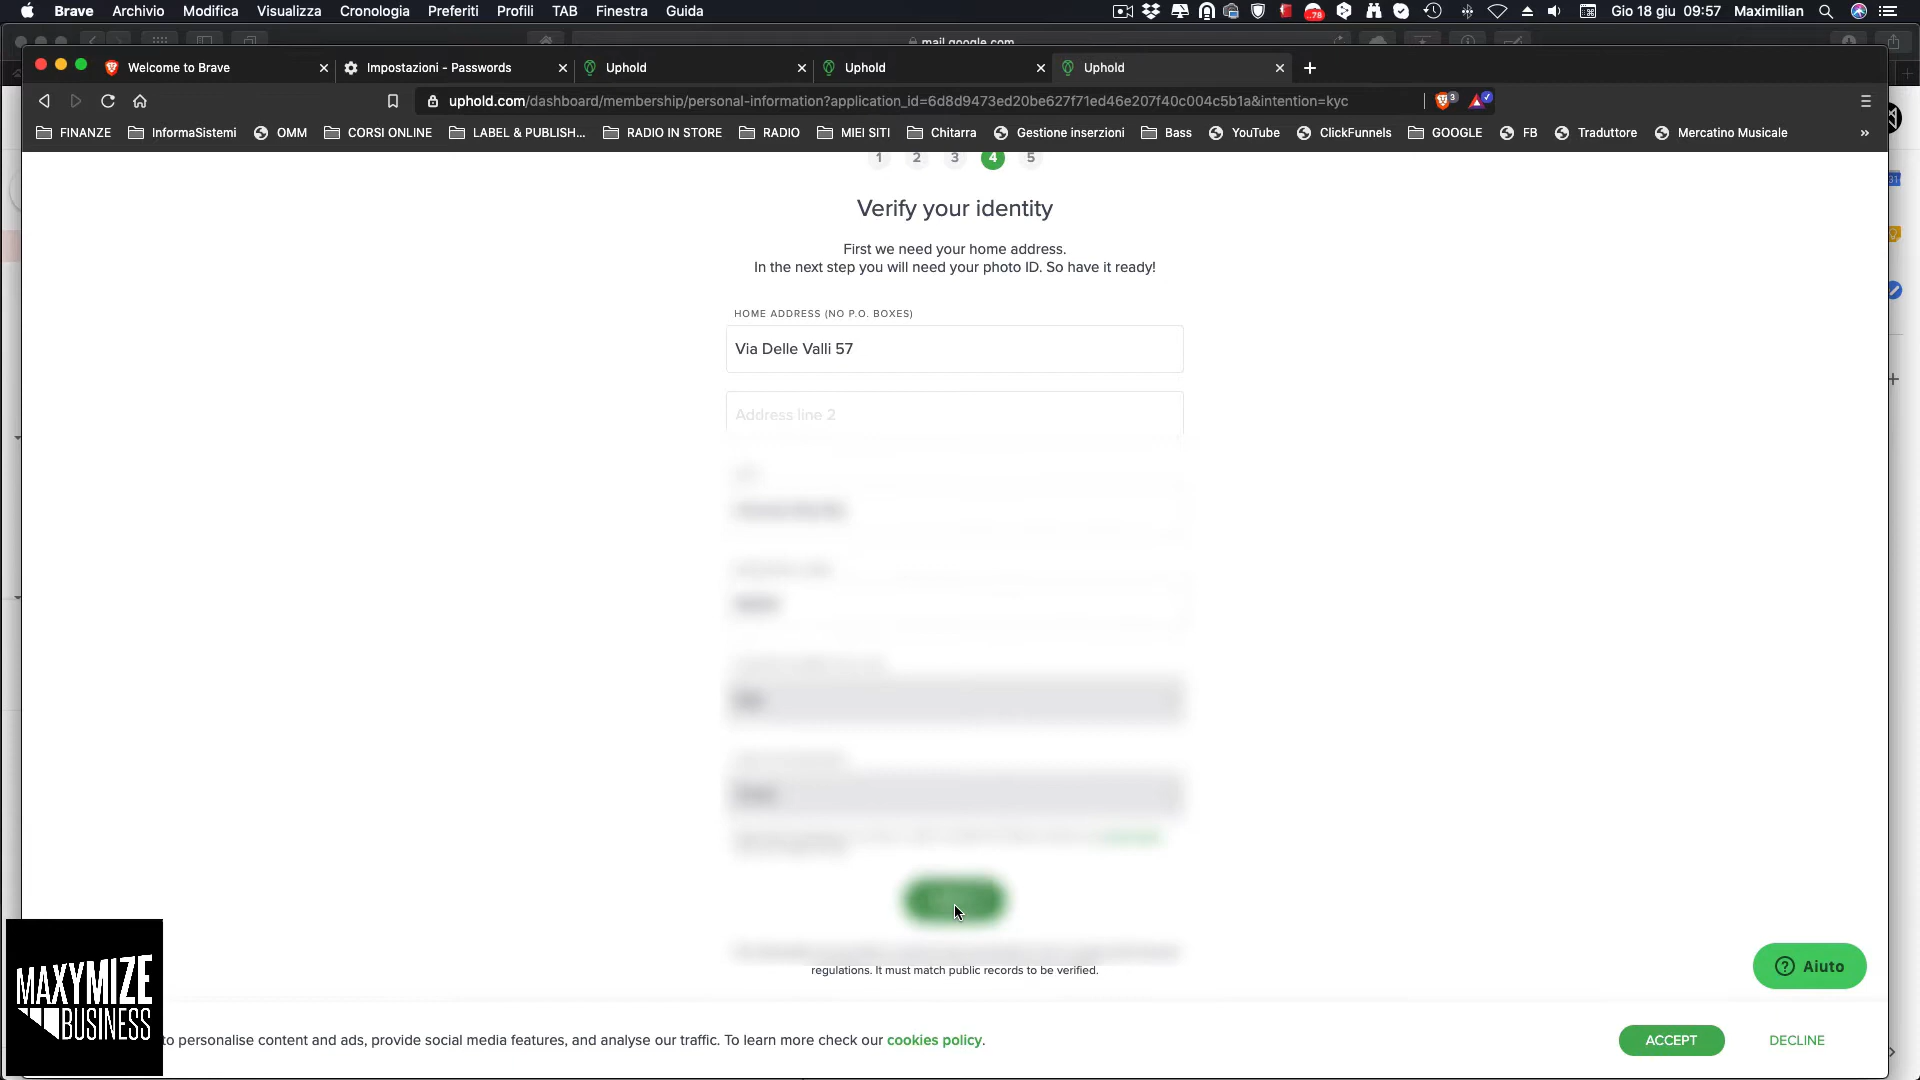 Brave Archivio Modifica Visualizza Cronologia Preferiti Profili TAB Finestra Guida
78 Gio 18 giu 09:57 Maximilian
mail.google.com
Welcome to Brave
Impostazioni - Passwords
Uphold
Uphold
Uphold
uphold.com/dashboard/membership/personal-information?application_id=6d8d9473ed20be627f71ed46e207f40c004c5b1a&intention=kyc
3
FINANZE InformaSistemi OMM CORSI ONLINE LABEL & PUBLISH... RADIO IN STORE RADIO MIEI SITI Chitarra Gestione inserzioni Bass YouTube ClickFunnels GOOGLE FB Traduttore Mercatino Musicale »
1 2 3 4 5
Verify your identity
First we need your home address.
In the next step you will need your photo ID. So have it ready!
HOME ADDRESS (NO P.O. BOXES)
Via Delle Valli 57
Address line 2
regulations. It must match public records to be verified.
Aiuto
MAXYMIZE
BUSINESS
to personalise content and ads, provide social media features, and analyse our traffic. To learn more check our cookies policy.
ACCEPT
DECLINE